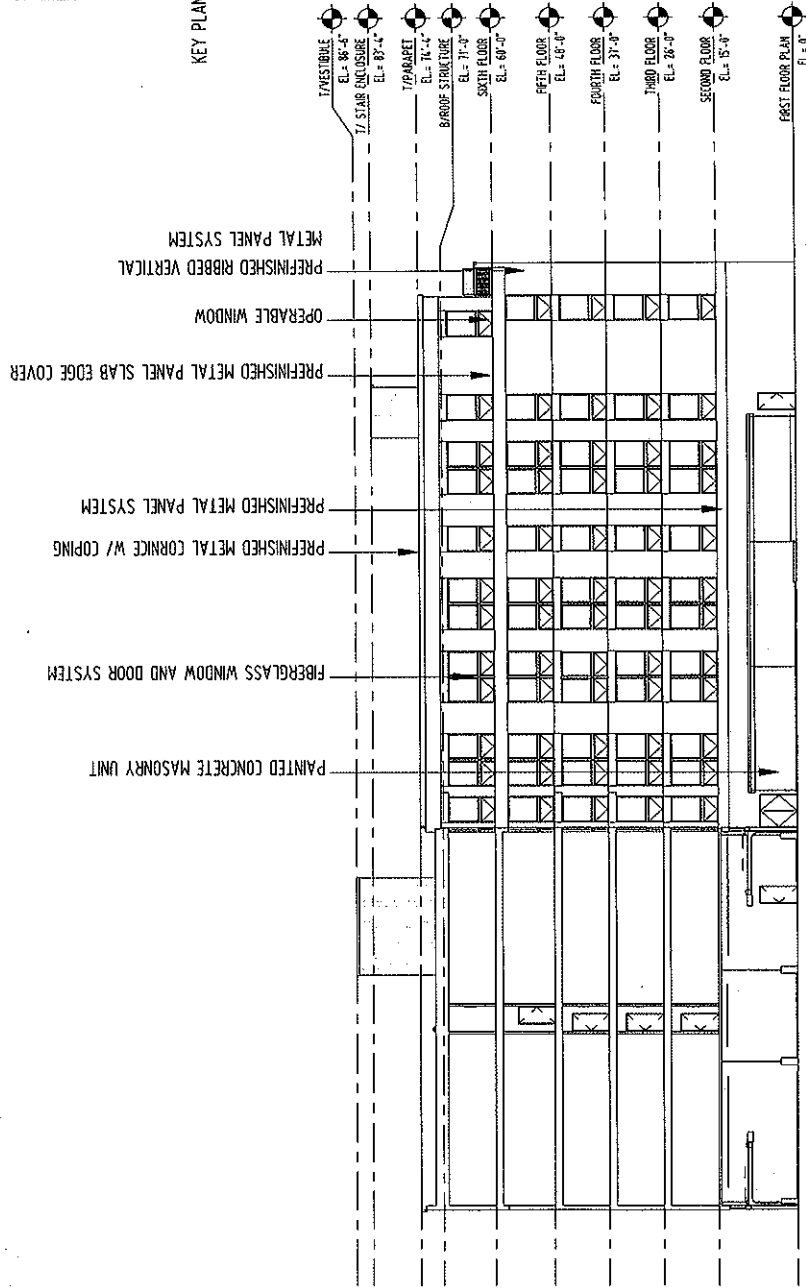 KEY PLAN
T/VESTIBULE
EL.= 86'-6"
T/ STAIR ENCLOSURE
EL.= 83'-4"
T/PARAPET
EL.= 74'-4"
B/ROOF STRUCTURE
EL.= 71'-0"
SIXTH FLOOR
EL.= 60'-0"
FIFTH FLOOR
EL.= 48'-0"
FOURTH FLOOR
EL.= 37'-0"
THIRD FLOOR
EL.= 26'-0"
SECOND FLOOR
EL.= 15'-0"
FIRST FLOOR PLAN
EL.= 0"
PREFINISHED RIBBED VERTICAL
METAL PANEL SYSTEM
OPERABLE WINDOW
PREFINISHED METAL PANEL SLAB EDGE COVER
PREFINISHED METAL PANEL SYSTEM
PREFINISHED METAL CORNICE W/ COPING
FIBERGLASS WINDOW AND DOOR SYSTEM
PAINTED CONCRETE MASONRY UNIT